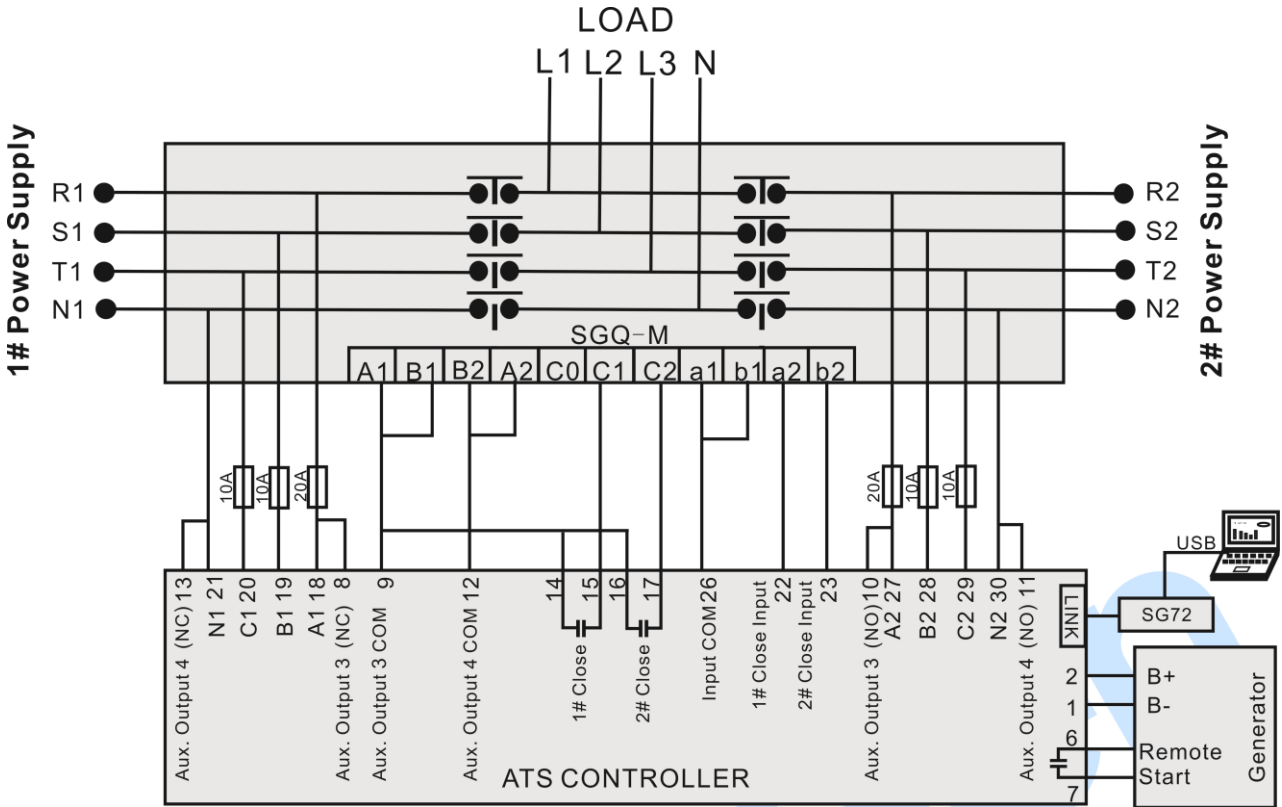 LOAD
L1 L2 L3 N
1# Power Supply
R1
S1
T1
N1
R2
S2
T2
N2
2# Power Supply
SGQ-M
A1 B1 B2 A2 C0 C1 C2 a1 b1 a2 b2
10A
10A
20A
20A
10A
10A
USB
Aux. Output 4 (NC) 13
N1 21
C1 20
B1 19
A1 18
Aux. Output 3 (NC) 8
Aux. Output 3 COM 9
Aux. Output 4 COM 12
14
1# Close 15
16
2# Close 17
Input COM26
1# Close Input 22
2# Close Input 23
Aux. Output 3 (NO)10
A2 27
B2 28
C2 29
N2 30
Aux. Output 4 (NO) 11
LINK
SG72
2
1
6
7
B+
B-
Remote
Start
Generator
ATS CONTROLLER